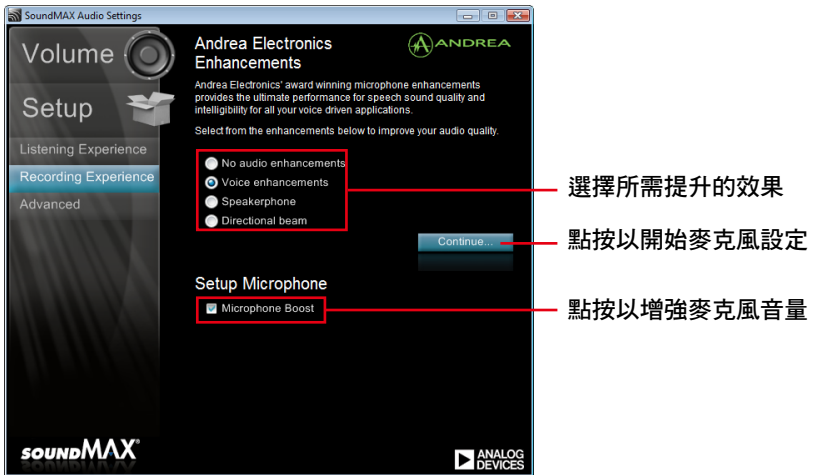 SoundMAX Audio Settings
Volume
Setup
Listening Experience
Recording Experience
Advanced
Andrea Electronics
Enhancements
ANDREA
Andrea Electronics' award winning microphone enhancements
provides the ultimate performance for speech sound quality and
intelligibility for all your voice driven applications.
Select from the enhancements below to improve your audio quality.
No audio enhancements
Voice enhancements
Speakerphone
Directional beam
Continue...
Setup Microphone
Microphone Boost
選擇所需提升的效果
點按以開始麥克風設定
點按以增強麥克風音量
SOUNDMAX®
ANALOG
DEVICES